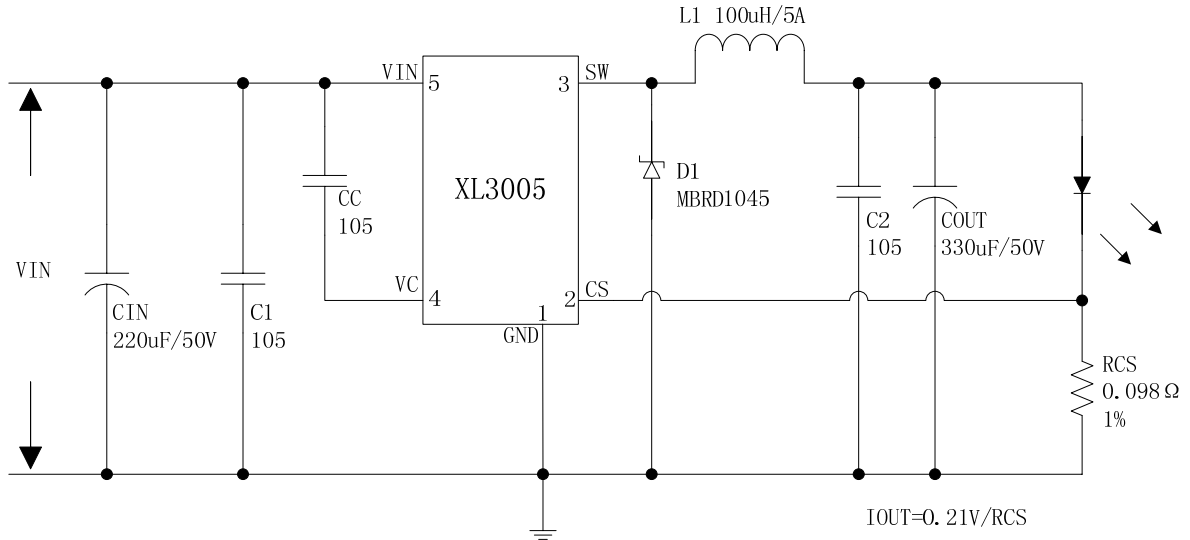 L1 100uH/5A
VIN
5
3
SW
XL3005
CC
105
D1
MBRD1045
C2
105
COUT
330uF/50V
VIN
VC
4
2
CS
1
GND
CIN
220uF/50V
C1
105
RCS
0.098Ω
1%
IOUT=0.21V/RCS